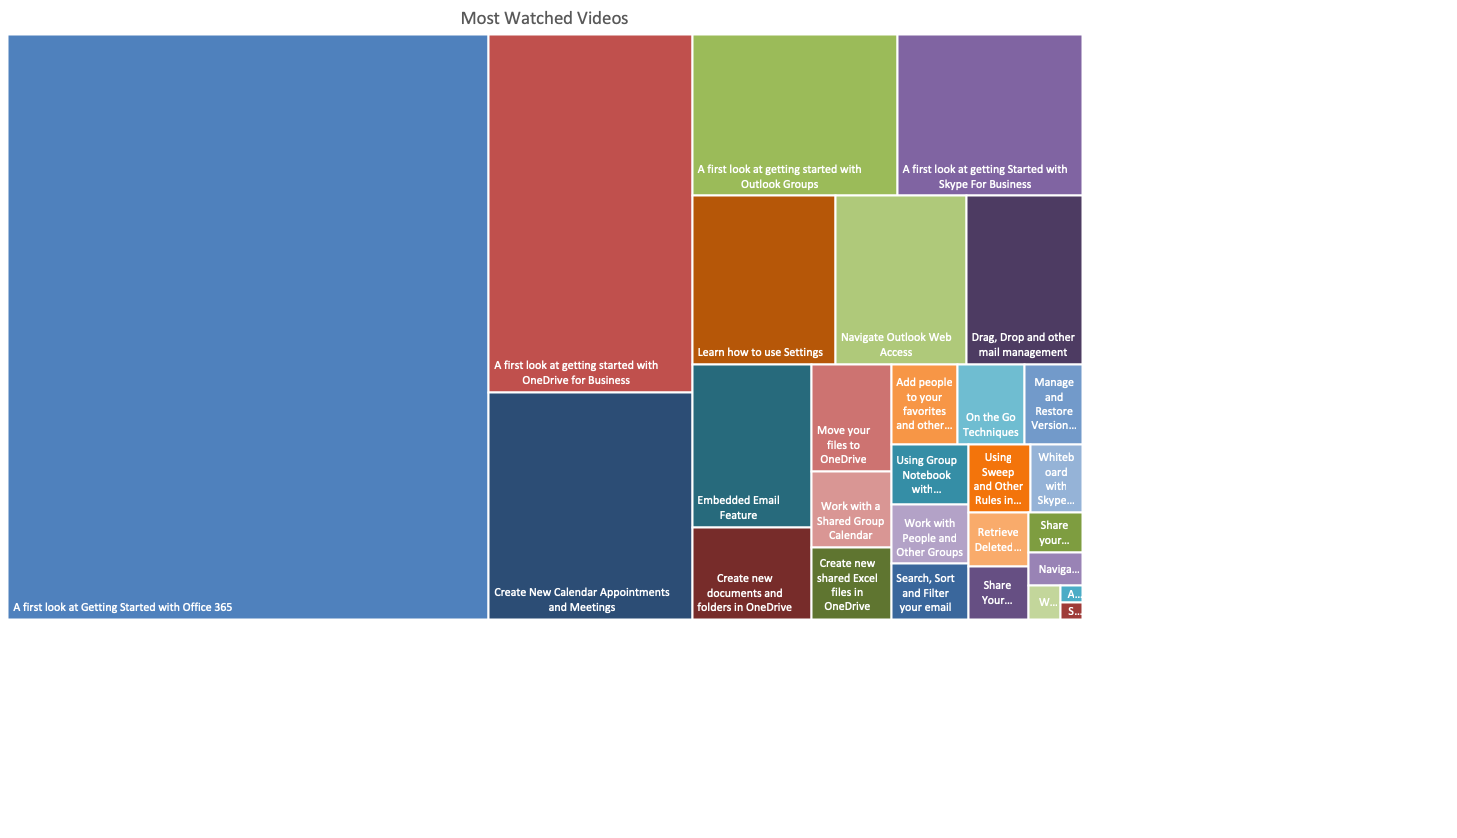 Most Watched Videos
A first look at Getting Started with Office 365
A first look at getting started with
OneDrive for Business
Create New Calendar Appointments
and Meetings
A first look at getting started with
Outlook Groups
A first look at getting Started with
Skype For Business
Learn how to use Settings
Navigate Outlook Web
Access
Drag, Drop and other
mail management
Embedded Email
Feature
Create new
documents and
folders in OneDrive
Move your
files to
OneDrive
Work with a
Shared Group
Calendar
Create new
shared Excel
files in
OneDrive
Add people
to your
favorites
and other...
On the Go
Techniques
Manage
and
Restore
Version...
Using Group
Notebook
with...
Work with
People and
Other Groups
Search, Sort
and Filter
your email
Using
Sweep
and Other
Rules in...
Whiteb
oard
with
Skype...
Retrieve
Deleted...
Share
Your...
Share
your...
Naviga...
W...
A...
S...